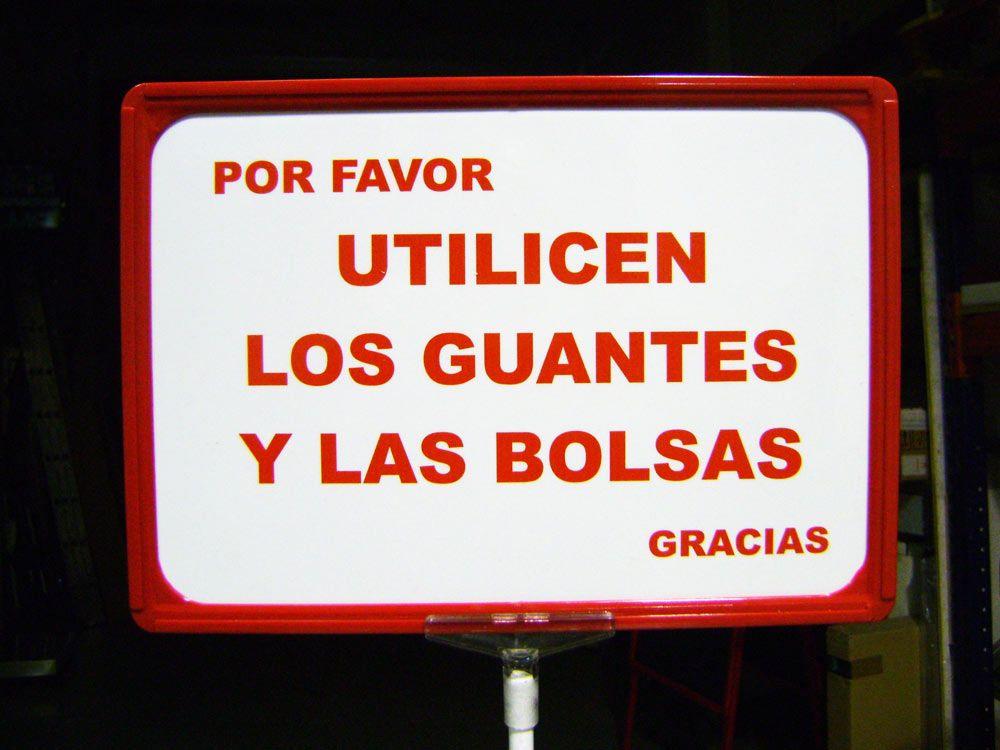 POR FAVOR
UTILICEN
LOS GUANTES
Y LAS BOLSAS
GRACIAS